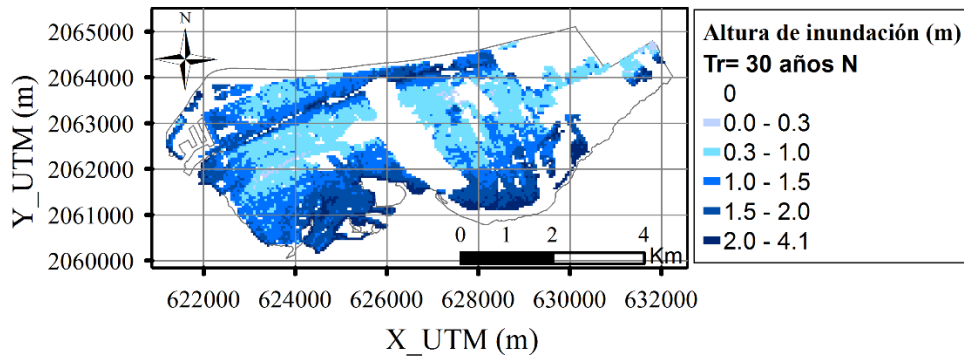 N
2065000
2064000
2063000
2062000
2061000
2060000
Y_UTM (m)
0 1 2 4
Km
622000 624000 626000 628000 630000 632000
X_UTM (m)
Altura de inundación (m)
Tr= 30 años N
0
0.0 - 0.3
0.3 - 1.0
1.0 - 1.5
1.5 - 2.0
2.0 - 4.1